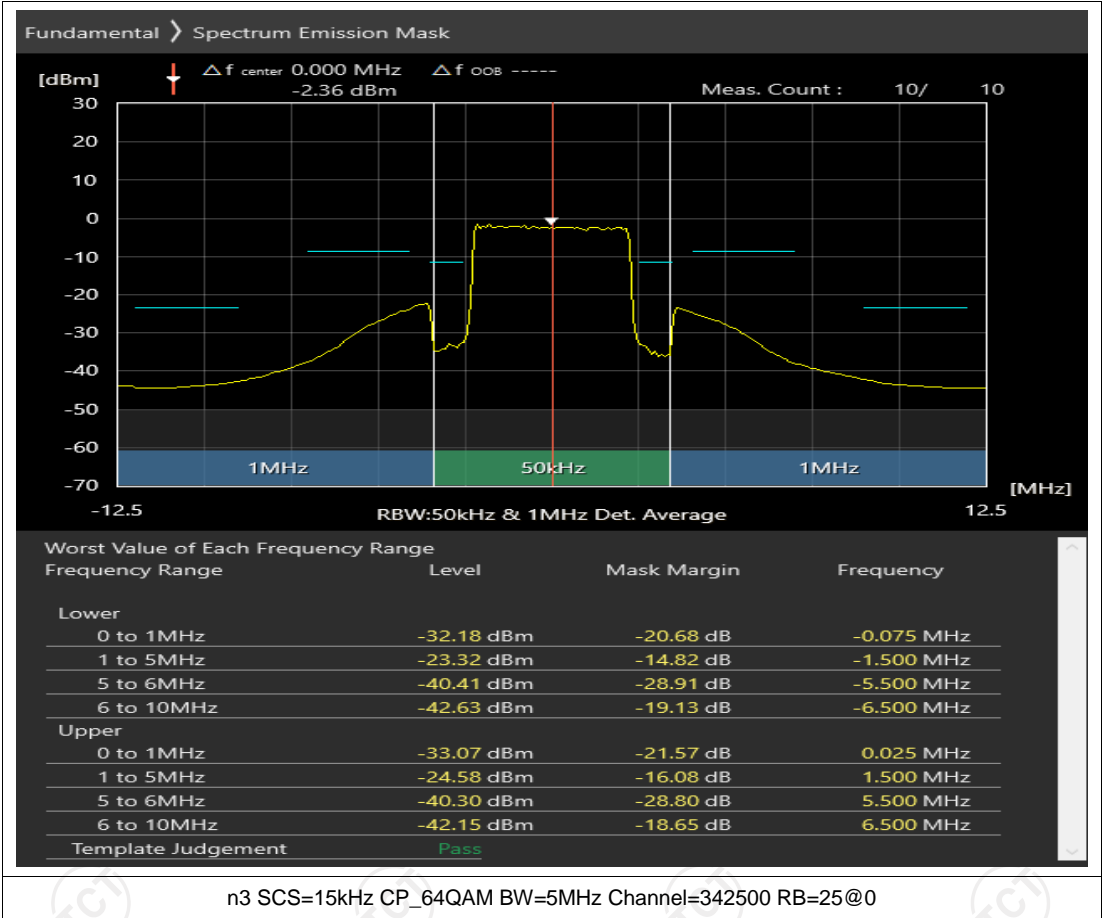 Fundamental 》 Spectrum Emission Mask
[dBm]
△f center 0.000 MHz △f OOB -----
-2.36 dBm
Meas. Count : 10/ 10
30
20
10
0
-10
-20
-30
-40
-50
-60
-70
1MHz 50kHz 1MHz
[MHz]
-12.5 RBW:50kHz & 1MHz Det. Average 12.5
Worst Value of Each Frequency Range
Frequency Range Level Mask Margin Frequency
Lower
0 to 1MHz -32.18 dBm -20.68 dB -0.075 MHz
1 to 5MHz -23.32 dBm -14.82 dB -1.500 MHz
5 to 6MHz -40.41 dBm -28.91 dB -5.500 MHz
6 to 10MHz -42.63 dBm -19.13 dB -6.500 MHz
Upper
0 to 1MHz -33.07 dBm -21.57 dB 0.025 MHz
1 to 5MHz -24.58 dBm -16.08 dB 1.500 MHz
5 to 6MHz -40.30 dBm -28.80 dB 5.500 MHz
6 to 10MHz -42.15 dBm -18.65 dB 6.500 MHz
Template Judgement Pass
n3 SCS=15kHz CP_64QAM BW=5MHz Channel=342500 RB=25@0
TCT TCT TCT TCT